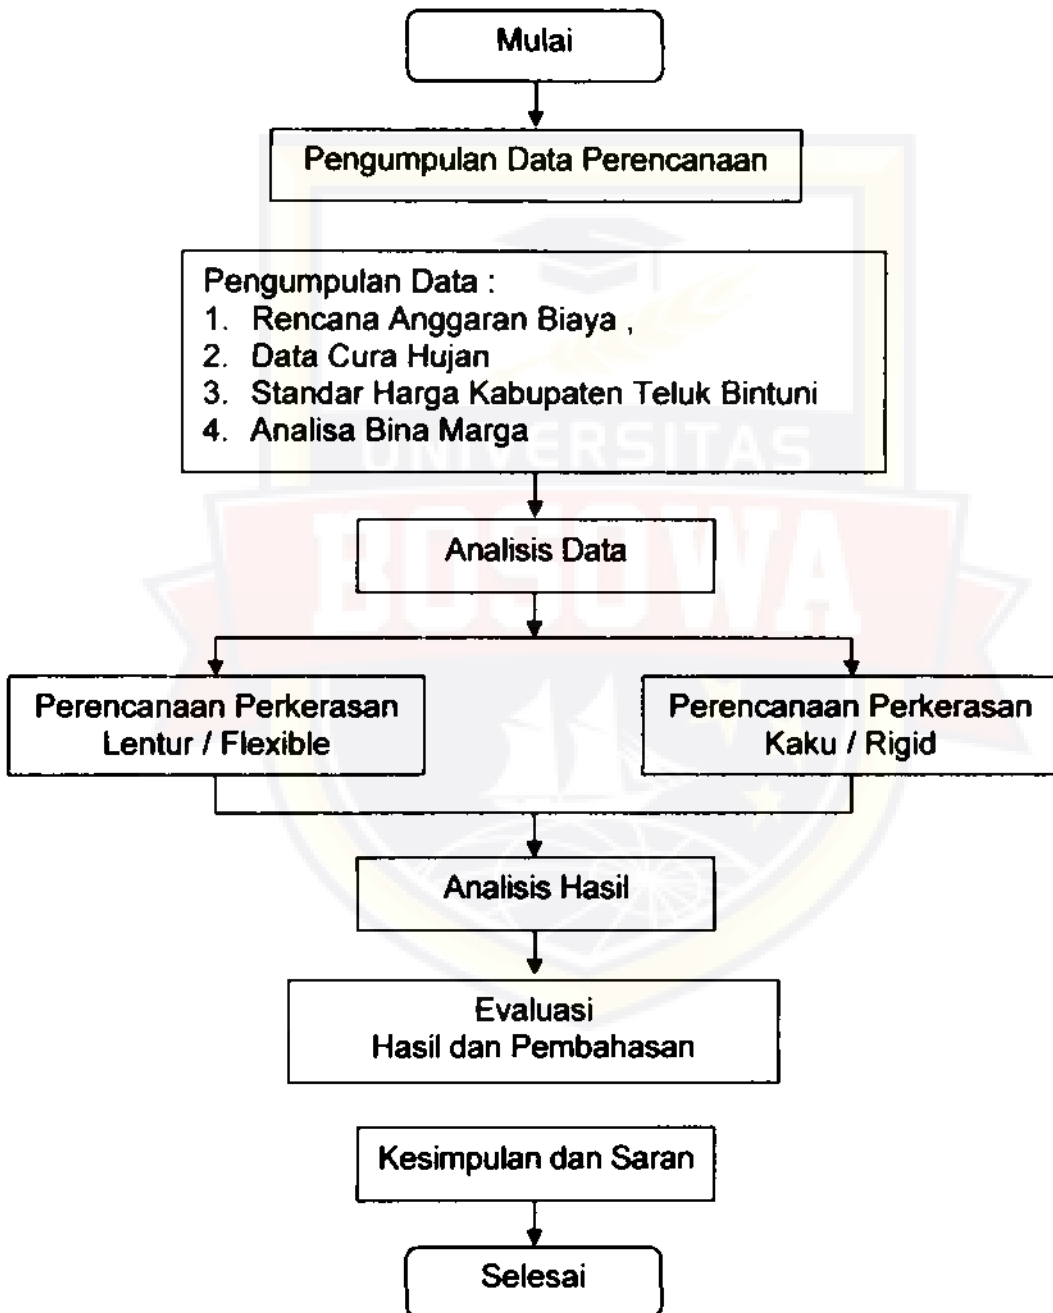 Mulai
Pengumpulan Data Perencanaan
Pengumpulan Data :
1. Rencana Anggaran Biaya ,
2. Data Cura Hujan
3. Standar Harga Kabupaten Teluk Bintuni
4. Analisa Bina Marga
UNIVERSITAS
BOSOWA
Analisis Data
Perencanaan Perkerasan
Lentur / Flexible
Perencanaan Perkerasan
Kaku / Rigid
Analisis Hasil
Evaluasi
Hasil dan Pembahasan
Kesimpulan dan Saran
Selesai